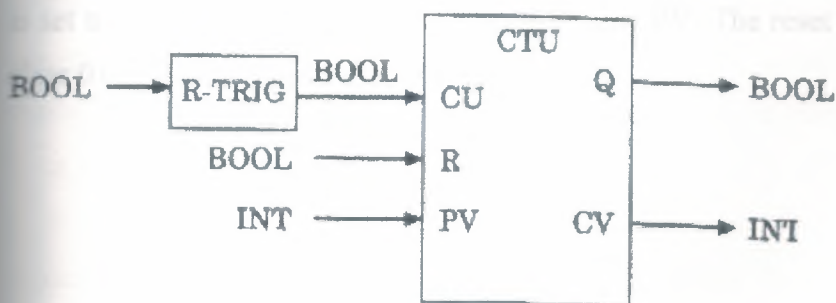 CTU
BOOL R-TRIG BOOL CU Q BOOL
BOOL R
INT PV CV INT